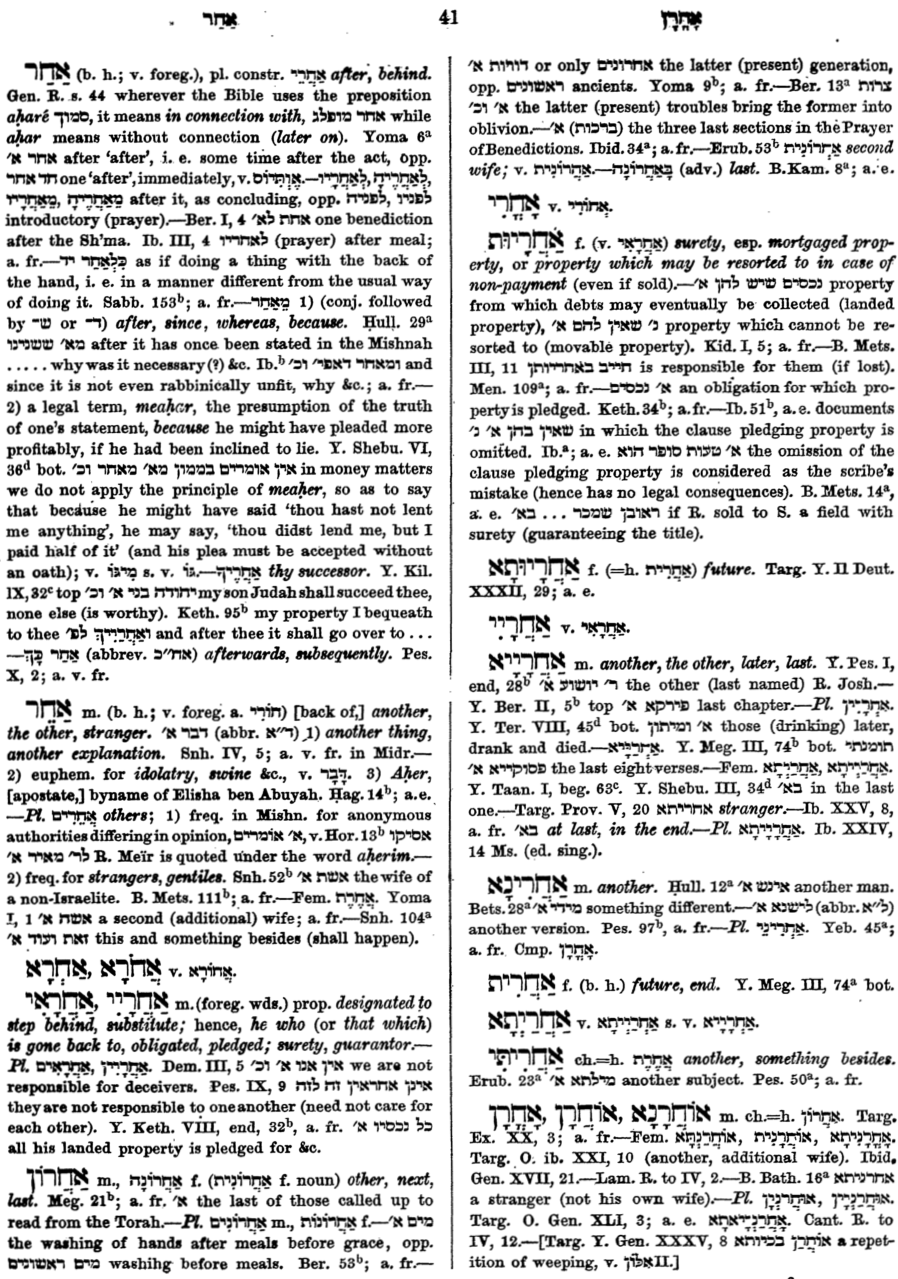 אַחַר 41 אָחֳרָן
אַחַר (b. h.; v. foreg.), pl. constr. אַחֲרֵי after, behind.
Gen. R. s. 44 wherever the Bible uses the preposition
aḥaré סמוך, it means in connection with, אחר מופלג while
aḥar means without connection (later on). Yoma 6ᵃ
אחר א׳ after ‘after’, i. e. some time after the act, opp.
חד אחר one ‘after’, immediately, v. אַוְתְּיוֹס.—לְאַחֲרָיו, לְאַחֲרֶיהָ,
מֵאַחֲרָיו, מֵאַחֲרֶיהָ after it, as concluding, opp. לפניו, לפניה
introductory (prayer).—Ber. I, 4 אחת לא׳ one benediction
after the Sh’ma. Ib. III, 4 לאחריו (prayer) after meal;
a. fr.—כִּלְאַחַר יד as if doing a thing with the back of
the hand, i. e. in a manner different from the usual way
of doing it. Sabb. 153ᵇ; a. fr.—מֵאַחַר 1) (conj. followed
by ש־ or ד־) after, since, whereas, because. Ḥull. 29ᵃ
מא׳ ששנינו after it has once been stated in the Mishnah
..... why was it necessary (?) &c. Ib.ᵇ ומאחר דאפי׳ וכ׳ and
since it is not even rabbinically unfit, why &c.; a. fr.—
2) a legal term, meaḥar, the presumption of the truth
of one’s statement, because he might have pleaded more
profitably, if he had been inclined to lie. Y. Shebu. VI,
36ᵈ bot. אין אומרים בממון מא׳ מאחר וכ׳ in money matters
we do not apply the principle of meaḥer, so as to say
that because he might have said ‘thou hast not lent
me anything’, he may say, ‘thou didst lend me, but I
paid half of it’ (and his plea must be accepted without
an oath); v. מִיגּוֹ s. v. גּוֹ.—אַחֲרֶיךָ thy successor. Y. Kil.
IX, 32ᶜ top יהודה בני א׳ וכ׳ my son Judah shall succeed thee,
none else (is worthy). Keth. 95ᵇ my property I bequeath
to thee וְאַחֲרַיִיךְ לפ׳ and after thee it shall go over to ...
—אַחַר כָּךְ (abbrev. אח״כ) afterwards, subsequently. Pes.
X, 2; a. v. fr.
אַחֵר m. (b. h.; v. foreg. a. חוֹרֵי) [back of,] another,
the other, stranger. דבר א׳ (abbr. ד״א) 1) another thing,
another explanation. Snh. IV, 5; a. v. fr. in Midr.—
2) euphem. for idolatry, swine &c., v. דָּבָר. 3) Aḥer,
[apostate,] byname of Elisha ben Abuyah. Ḥag. 14ᵇ; a. e.
—Pl. אֲחֵרִים others; 1) freq. in Mishn. for anonymous
authorities differing in opinion, א׳ אומרים, v. Hor. 13ᵇ אסיקו
לר׳ מאיר א׳ R. Meïr is quoted under the word aḥerim.—
2) freq. for strangers, gentiles. Snh. 52ᵇ אשת א׳ the wife of
a non-Israelite. B. Mets. 111ᵇ; a. fr.—Fem. אַחֶרֶת. Yoma
I, 1 אשה א׳ a second (additional) wife; a. fr.—Snh. 104ᵃ
זאת ועוד א׳ this and something besides (shall happen).
אֲחֹרָא, אַחְרָא v. אחוֹרָא.
אַחֲרָיי, אַחֲרָאי m. (foreg. wds.) prop. designated to
step behind, substitute; hence, he who (or that which)
is gone back to, obligated, pledged; surety, guarantor.—
Pl. אַחֲרָיִין, אַחֲרָאִים. Dem. III, 5 אין אנו א׳ וכ׳ we are not
responsible for deceivers. Pes. IX, 9 אינן אחראין זה לזה
they are not responsible to one another (need not care for
each other). Y. Keth. VIII, end, 32ᵇ, a. fr. כל נכסיו א׳
all his landed property is pledged for &c.
אַחֲרוֹן m., אַחֲרוֹנָה f. (אַחֲרוֹנִית f. noun) other, next,
last. Meg. 21ᵇ; a. fr. א׳ the last of those called up to
read from the Torah.—Pl. אַחֲרוֹנִים m., אַחֲרוֹנוֹת f.—מים א׳
the washing of hands after meals before grace, opp.
מים ראשונים washing before meals. Ber. 53ᵇ; a. fr.—
דורות א׳ or only אחרונים the latter (present) generation,
opp. ראשונים ancients. Yoma 9ᵇ; a. fr.—Ber. 13ᵃ צרות
א׳ וכ׳ the latter (present) troubles bring the former into
oblivion.—א׳ (ברכות) the three last sections in the Prayer
of Benedictions. Ibid. 34ᵃ; a. fr.—Erub. 53ᵇ אַחֲרוֹנִית second
wife; v. אַחֲרוֹנִית.—בָּאַחֲרוֹנָה (adv.) last. B. Kam. 8ᵃ; a. e.
אָחֳרִי v. אֲחוֹרִי.
אַחֲרָיוּת f. (v. אַחֲרָאי) surety, esp. mortgaged prop-
erty, or property which may be resorted to in case of
non-payment (even if sold).—נכסים שיש להן א׳ property
from which debts may eventually be collected (landed
property), נ׳ שאין להם א׳ property which cannot be re-
sorted to (movable property). Kid. I, 5; a. fr.—B. Mets.
III, 11 חייב באחריותן is responsible for them (if lost).
Men. 109ᵃ; a. fr.—א׳ נכסים an obligation for which pro-
perty is pledged. Keth. 34ᵇ; a. fr.—Ib. 51ᵇ, a. e. documents
שאין בהן א׳ נ׳ in which the clause pledging property is
omitted. Ib.ᵃ; a. e. א׳ טעות סופר הוא the omission of the
clause pledging property is considered as the scribe’s
mistake (hence has no legal consequences). B. Mets. 14ᵃ,
a. e. ראובן שמכר ... בא׳ if R. sold to S. a field with
surety (guaranteeing the title).
אַחֲרָיוּתָא f. (=h. אַחֲרִית) future. Targ. Y. II Deut.
XXXII, 29; a. e.
אַחֲרָיי v. אַחֲרָאי.
אַחֲרָיָיא m. another, the other, later, last. Y. Pes. I,
end, 28ᵇ ר׳ יושוע א׳ the other (last named) R. Josh.—
Y. Ber. II, 5ᵇ top פירקא א׳ last chapter.—Pl. אַחֲרָיִין.
Y. Ter. VIII, 45ᵈ bot. א׳ ומיתון those (drinking) later,
drank and died.—אַחֲרָיֵיא. Y. Meg. III, 74ᵇ bot. תומנתי
פסוקייא א׳ the last eight verses.—Fem. אַחֲרַיְיתָא, אַחֲרָיְתָא.
Y. Taan. I, beg. 63ᶜ. Y. Shebu. III, 34ᵈ בא׳ in the last
one.—Targ. Prov. V, 20 אחריתא stranger.—Ib. XXV, 8,
a. fr. בא׳ at last, in the end.—Pl. אַחֲרָיָיתָא. Ib. XXIV,
14 Ms. (ed. sing.).
אַחֲרִינָא m. another. Ḥull. 12ᵃ אינש א׳ another man.
Bets. 28ᵃ מידי א׳ something different.—לישנא א׳ (abbr. ל״א)
another version. Pes. 97ᵇ, a. fr.—Pl. אַחֲרִינֵי. Yeb. 45ᵃ;
a. fr. Cmp. אָחֳרָן.
אַחֲרִית f. (b. h.) future, end. Y. Meg. III, 74ᵃ bot.
אַחֲרַיְתָא v. אַחֲרַיְיתָא s. v. אַחֲרָיָיא.
אַחֲרִיתִי ch.=h. אַחֶרֶת another, something besides.
Erub. 23ᵃ מילתא א׳ another subject. Pes. 50ᵃ; a. fr.
אוֹחֲרָנָא, אוֹחֲרָן, אָחֳרָן m. ch.=h. אַחֲרוֹן. Targ.
Ex. XX, 3; a. fr.—Fem. אָחֳרָנִיתָא, אוֹחֳרָנִית, אוֹחֲרַנְתָּא.
Targ. O. ib. XXI, 10 (another, additional wife). Ibid.
Gen. XVII, 21.—Lam. R. to IV, 2.—B. Bath. 16ᵃ אחרניתא
a stranger (not his own wife).—Pl. אוּחֲרָנַיִין, אוּחֲרָנְיָן.
Targ. O. Gen. XLI, 3; a. e. אָחֳרָנְיָיאתָא. Cant. R. to
IV, 12.—[Targ. Y. Gen. XXXV, 8 אוֹחֲרָן בכיותא a repet-
ition of weeping, v. אַלּוֹן II.]